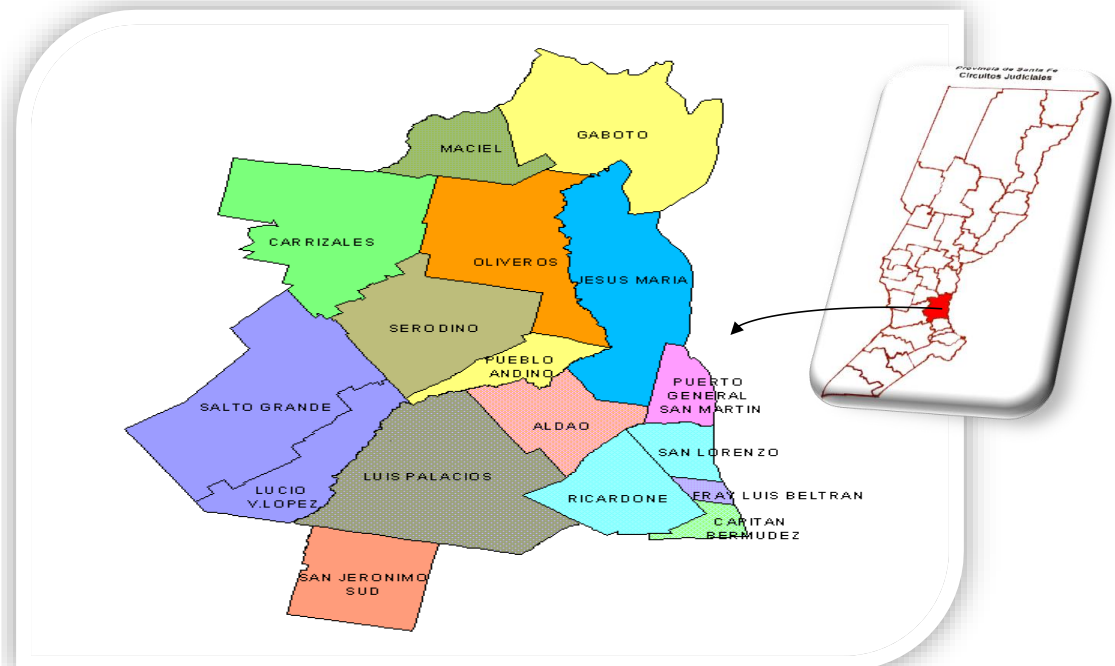 Provincia de Santa Fe
Circuitos Judiciales
GABOTO
MACIEL
CARRIZALES
OLIVEROS
JESUS MARIA
SERODINO
PUEBLO
ANDINO
PUERTO
GENERAL
SAN MARTIN
SALTO GRANDE
ALDAO
SAN LORENZO
LUIS PALACIOS
LUCIO
V.LOPEZ
RICARDONE
FRAY LUIS BELTRAN
CAPITAN
BERMUDEZ
SAN JERONIMO
SUD